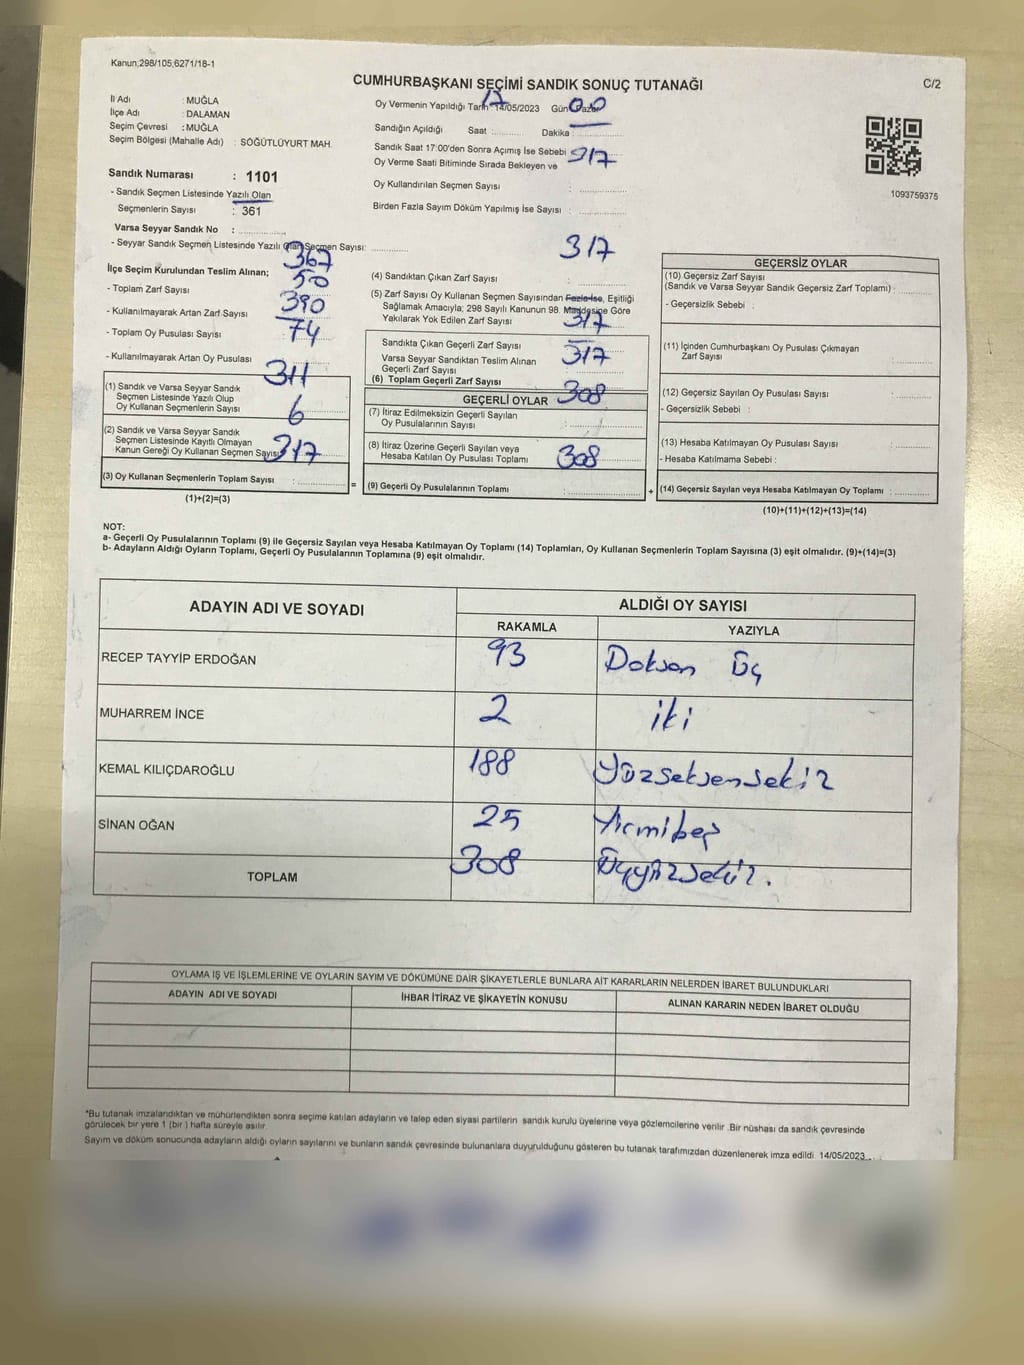 Kanun;298/105,6271/18-1
CUMHURBAŞKANI SEÇİMİ SANDIK SONUÇ TUTANAĞI
C/2
İl Adı : MUĞLA
İlçe Adı : DALAMAN
Seçim Çevresi : MUĞLA
Seçim Bölgesi (Mahalle Adı) : SÖĞÜTLÜYURT MAH.
Sandık Numarası : 1101
- Sandık Seçmen Listesinde Yazılı Olan
Seçmenlerin Sayısı : 361
Varsa Seyyar Sandık No :
- Seyyar Sandık Seçmen Listesinde Yazılı Olan Seçmen Sayısı:
Oy Vermenin Yapıldığı Tarih 14/05/2023 Gün Pazar
17 00
Sandığın Açıldığı Saat : Dakika :
Sandık Saat 17:00'den Sonra Açımış İse Sebebi :
Oy Verme Saati Bitiminde Sırada Bekleyen ve
317
Oy Kullandırılan Seçmen Sayısı :
Birden Fazla Sayım Döküm Yapılmış İse Sayısı :
1093759375
İlçe Seçim Kurulundan Teslim Alınan;
367
- Toplam Zarf Sayısı
50
- Kullanılmayarak Artan Zarf Sayısı
390
- Toplam Oy Pusulası Sayısı
74
- Kullanılmayarak Artan Oy Pusulası
311
(1) Sandık ve Varsa Seyyar Sandık
Seçmen Listesinde Yazılı Olup
Oy Kullanan Seçmenlerin Sayısı
6
(2) Sandık ve Varsa Seyyar Sandık
Seçmen Listesinde Kayıtlı Olmayan
Kanun Gereği Oy Kullanan Seçmen Sayısı
317
(3) Oy Kullanan Seçmenlerin Toplam Sayısı :
(1)+(2)=(3)
=
317
(4) Sandıktan Çıkan Zarf Sayısı :
(5) Zarf Sayısı Oy Kullanan Seçmen Sayısından Fazla İse, Eşitliği
Sağlamak Amacıyla; 298 Sayılı Kanunun 98. Maddesine Göre
Yakılarak Yok Edilen Zarf Sayısı :
317
Sandıkta Çıkan Geçerli Zarf Sayısı
Varsa Seyyar Sandıktan Teslim Alınan
Geçerli Zarf Sayısı
317
(6) Toplam Geçerli Zarf Sayısı
GEÇERLİ OYLAR
308
(7) İtiraz Edilmeksizin Geçerli Sayılan
Oy Pusulalarının Sayısı :
(8) İtiraz Üzerine Geçerli Sayılan veya
Hesaba Katılan Oy Pusulası Toplamı
308
(9) Geçerli Oy Pusulalarının Toplamı :
+
GEÇERSİZ OYLAR
(10) Geçersiz Zarf Sayısı
(Sandık ve Varsa Seyyar Sandık Geçersiz Zarf Toplamı) :
- Geçersizlik Sebebi :
(11) İçinden Cumhurbaşkanı Oy Pusulası Çıkmayan
Zarf Sayısı :
(12) Geçersiz Sayılan Oy Pusulası Sayısı :
- Geçersizlik Sebebi :
(13) Hesaba Katılmayan Oy Pusulası Sayısı :
- Hesaba Katılmama Sebebi :
(14) Geçersiz Sayılan veya Hesaba Katılmayan Oy Toplamı :
(10)+(11)+(12)+(13)=(14)
NOT:
a- Geçerli Oy Pusulalarının Toplamı (9) ile Geçersiz Sayılan veya Hesaba Katılmayan Oy Toplamı (14) Toplamları, Oy Kullanan Seçmenlerin Toplam Sayısına (3) eşit olmalıdır. (9)+(14)=(3)
b- Adayların Aldığı Oyların Toplamı, Geçerli Oy Pusulalarının Toplamına (9) eşit olmalıdır.
ADAYIN ADI VE SOYADI
ALDIĞI OY SAYISI
RAKAMLA YAZIYLA
RECEP TAYYİP ERDOĞAN 93 Doksan Üç
MUHARREM İNCE 2 iki
KEMAL KILIÇDAROĞLU 188 Yüzseksensekiz
SİNAN OĞAN 25 Yirmibeş
TOPLAM 308 Üçyüzsekiz.
OYLAMA İŞ VE İŞLEMLERİNE VE OYLARIN SAYIM VE DÖKÜMÜNE DAİR ŞİKAYETLERLE BUNLARA AİT KARARLARIN NELERDEN İBARET BULUNDUKLARI
ADAYIN ADI VE SOYADI İHBAR İTİRAZ VE ŞİKAYETİN KONUSU ALINAN KARARIN NEDEN İBARET OLDUĞU
*Bu tutanak imzalandıktan ve mühürlendikten sonra seçime katılan adayların ve talep eden siyasi partilerin sandık kurulu üyelerine veya gözlemcilerine verilir .Bir nüshası da sandık çevresinde
görülecek bir yere 1 (bir ) hafta süreyle asılır.
Sayım ve döküm sonucunda adayların aldığı oyların sayılarını ve bunların sandık çevresinde bulunanlara duyurulduğunu gösteren bu tutanak tarafımızdan düzenlenerek imza edildi. 14/05/2023